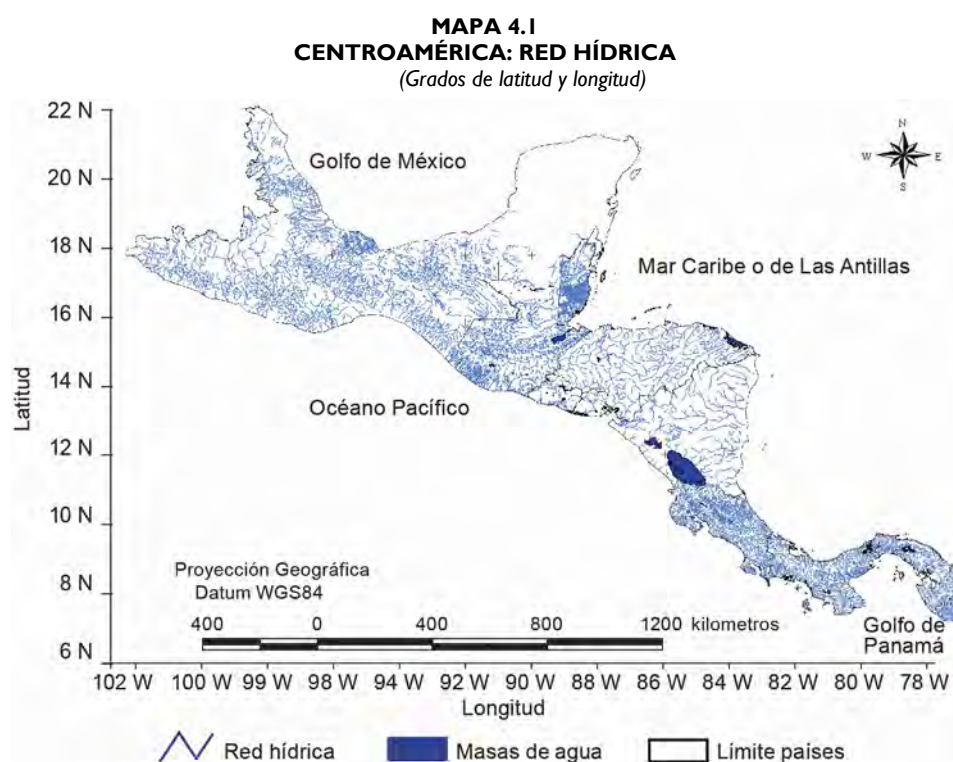 MAPA 4.1
CENTROAMÉRICA: RED HÍDRICA
(Grados de latitud y longitud)
22 N
20 N
18 N
16 N
14 N
12 N
10 N
8 N
6 N
Latitud
Golfo de México
N
W E
S
Mar Caribe o de Las Antillas
Océano Pacífico
Proyección Geográfica
Datum WGS84
400 0 400 800 1200 kilometros
Golfo de
Panamá
102 W 100 W 98 W 96 W 94 W 92 W 90 W 88 W 86 W 84 W 82 W 80 W 78 W
Longitud
Red hídrica Masas de agua Límite países